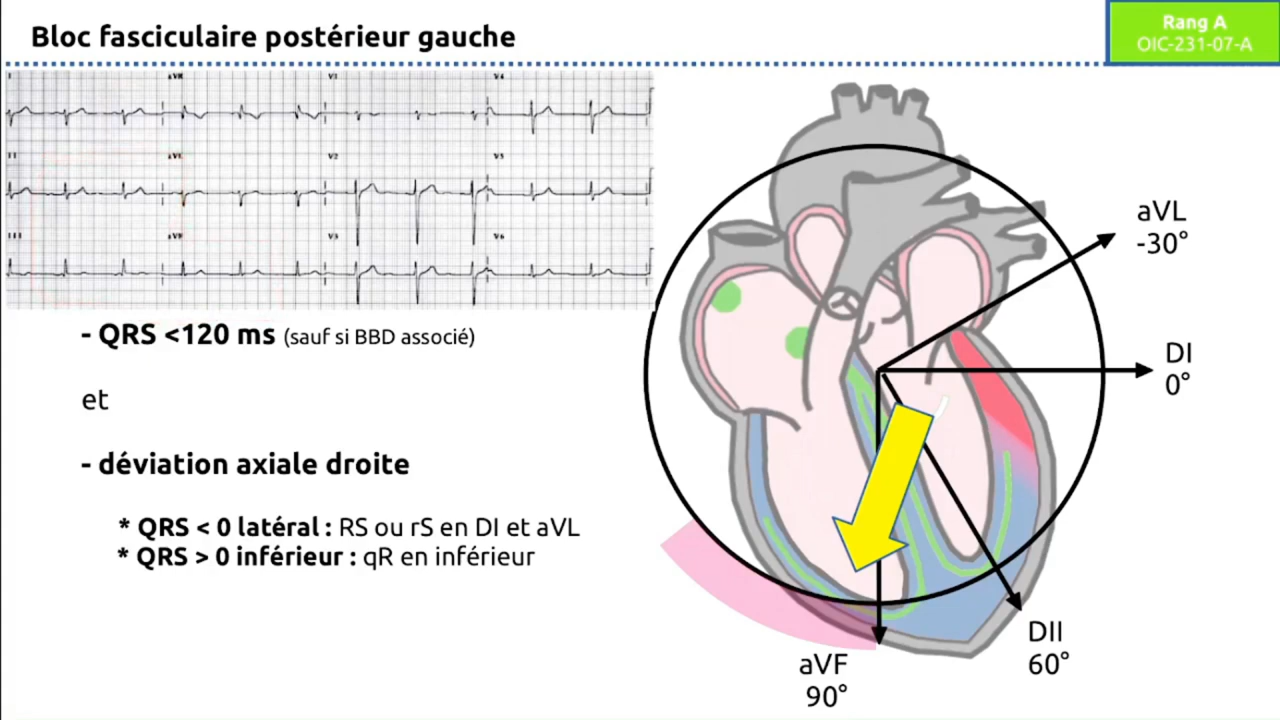 Bloc fasciculaire postérieur gauche
Rang A
OIC-231-07-A
I aVR V1 V4
II aVL V2 V5
III aVF V3 V6
- QRS <120 ms (sauf si BBD associé)
et
- déviation axiale droite
* QRS < 0 latéral : RS ou rS en DI et aVL
* QRS > 0 inférieur : qR en inférieur
aVL
-30°
DI
0°
DII
60°
aVF
90°